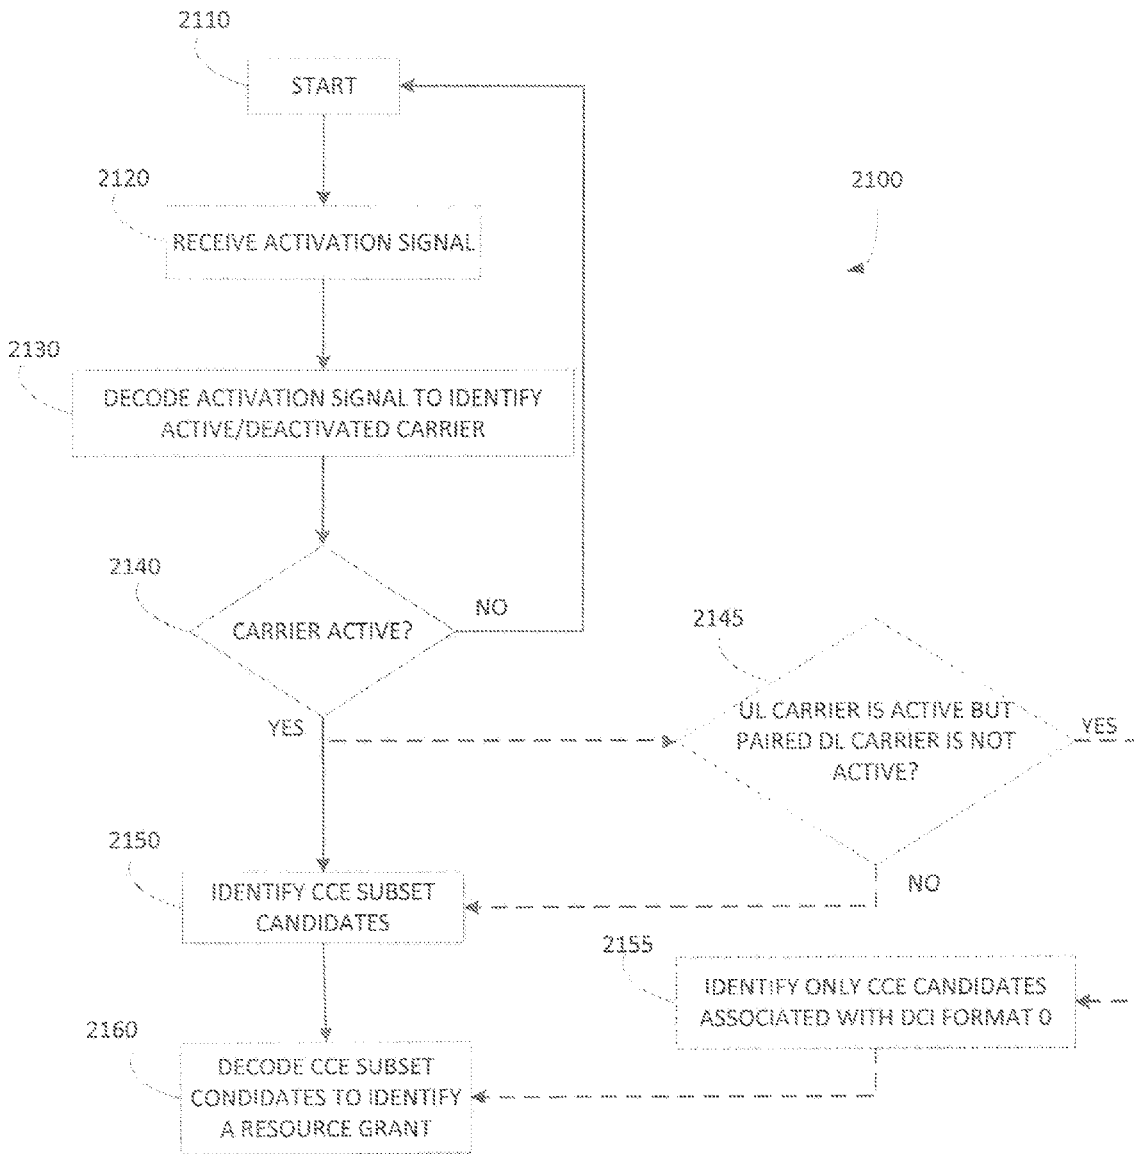 2110
START
2120
2100
RECEIVE ACTIVATION SIGNAL
2130
DECODE ACTIVATION SIGNAL TO IDENTIFY
ACTIVE/DEACTIVATED CARRIER
2140
NO
CARRIER ACTIVE?
2145
YES
UL CARRIER IS ACTIVE BUT
PAIRED DL CARRIER IS NOT
ACTIVE?
YES
2150
NO
IDENTIFY CCE SUBSET
CANDIDATES
2155
IDENTIFY ONLY CCE CANDIDATES
ASSOCIATED WITH DCI FORMAT 0
2160
DECODE CCE SUBSET
CONDIDATES TO IDENTIFY
A RESOURCE GRANT